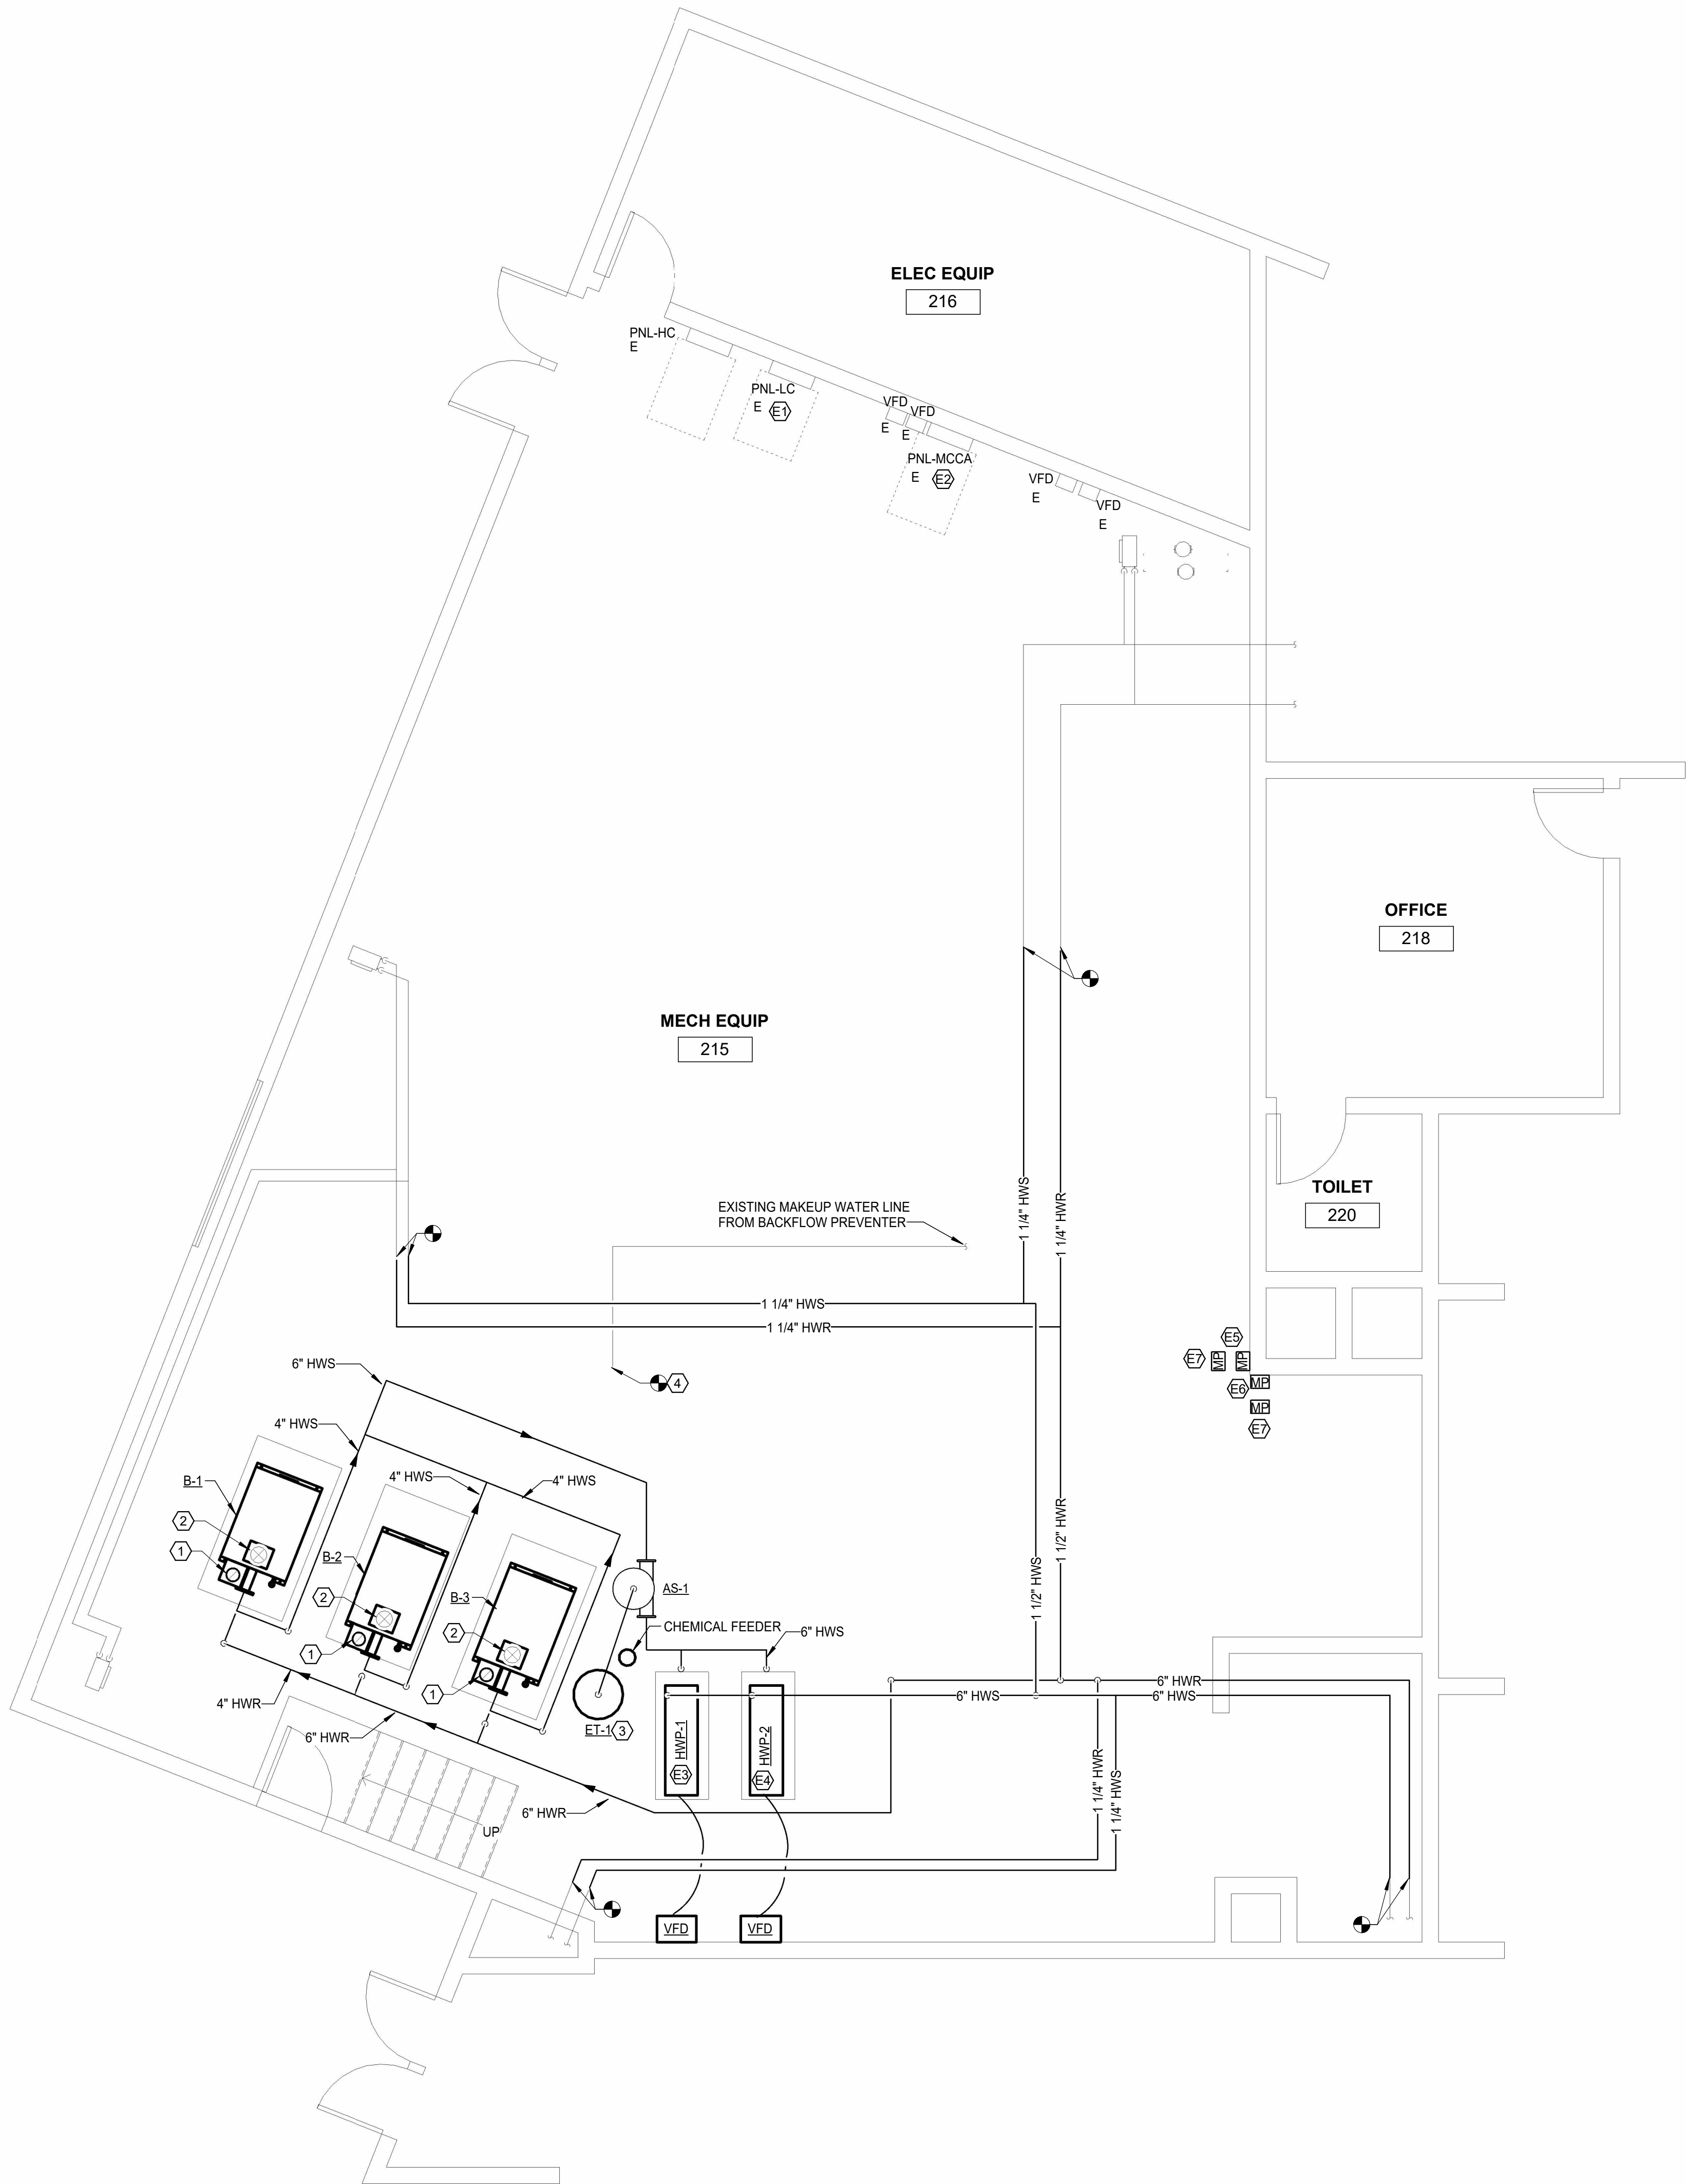 ELEC EQUIP
216
PNL-HC
E
PNL-LC
E E1
VFD
VFD
E
E
PNL-MCCA
E E2
VFD
E
VFD
E
OFFICE
218
MECH EQUIP
215
TOILET
220
1 1/4" HWS
1 1/4" HWR
EXISTING MAKEUP WATER LINE
FROM BACKFLOW PREVENTER
1 1/4" HWS
1 1/4" HWR
E5
E7
MP
MP
E6
MP
MP
E7
6" HWS
4
4" HWS
B-1
4" HWS
4" HWS
2
1
B-2
2
1
B-3
2
1
AS-1
CHEMICAL FEEDER
6" HWS
1 1/2" HWS
1 1/2" HWR
6" HWR
6" HWS
6" HWS
4" HWR
6" HWR
ET-1 3
HWP-1
E3
HWP-2
E4
1 1/4" HWR
1 1/4" HWS
6" HWR
UP
VFD
VFD